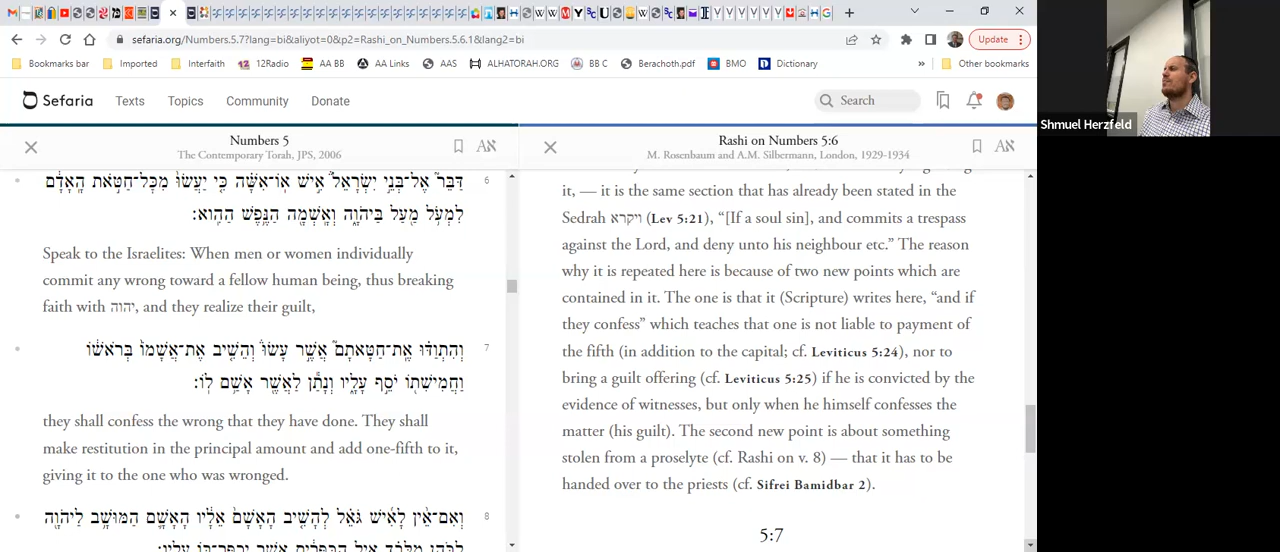 sefaria.org/Numbers.5.7?lang=bi&aliyot=0&p2=Rashi_on_Numbers.5.6.1&lang2=bi
Update
Bookmarks bar
Imported
Interfaith
12Radio
AA BB
AA Links
AAS
ALHATORAH.ORG
BB C
Berachoth.pdf
BMO
Dictionary
»
Other bookmarks
Sefaria
Texts
Topics
Community
Donate
Search
Shmuel Herzfeld
Numbers 5
The Contemporary Torah, JPS, 2006
אA
6
דַּבֵּר֮ אֶל־בְּנֵ֣י יִשְׂרָאֵל֒ אִ֣ישׁ אֽוֹ־אִשָּׁ֗ה כִּ֤י יַעֲשׂוּ֙ מִכׇּל־חַטֹּ֣את הָֽאָדָ֔ם
לִמְעֹ֥ל מַ֖עַל בַּיהֹוָ֑ה וְאָֽשְׁמָ֖ה הַנֶּ֥פֶשׁ הַהִֽוא׃
Speak to the Israelites: When men or women individually
commit any wrong toward a fellow human being, thus breaking
faith with יהוה, and they realize their guilt,
7
וְהִתְוַדּ֗וּ אֶֽת־חַטָּאתָם֮ אֲשֶׁ֣ר עָשׂוּ֒ וְהֵשִׁ֤יב אֶת־אֲשָׁמוֹ֙ בְּרֹאשׁ֔וֹ
וַחֲמִישִׁת֖וֹ יֹסֵ֣ף עָלָ֑יו וְנָתַ֕ן לַאֲשֶׁ֖ר אָשַׁ֥ם לֽוֹ׃
they shall confess the wrong that they have done. They shall
make restitution in the principal amount and add one-fifth to it,
giving it to the one who was wronged.
8
וְאִם־אֵ֨ין לָאִ֜ישׁ גֹּאֵ֗ל לְהָשִׁ֤יב הָאָשָׁם֙ אֵלָ֔יו הָאָשָׁ֛ם הַמּוּשָׁ֥ב לַיהֹוָ֖ה
לַכֹּהֵ֑ן מִלְּבַ֗ד אֵ֚יל הַכִּפֻּרִ֔ים אֲשֶׁ֥ר יְכַפֶּר־בּ֖וֹ עָלָֽיו׃
Rashi on Numbers 5:6
M. Rosenbaum and A.M. Silbermann, London, 1929-1934
אA
it, — it is the same section that has already been stated in the
Sedrah ויקרא (Lev 5:21), “[If a soul sin], and commits a trespass
against the Lord, and deny unto his neighbour etc.” The reason
why it is repeated here is because of two new points which are
contained in it. The one is that it (Scripture) writes here, “and if
they confess” which teaches that one is not liable to payment of
the fifth (in addition to the capital; cf. Leviticus 5:24), nor to
bring a guilt offering (cf. Leviticus 5:25) if he is convicted by the
evidence of witnesses, but only when he himself confesses the
matter (his guilt). The second new point is about something
stolen from a proselyte (cf. Rashi on v. 8) — that it has to be
handed over to the priests (cf. Sifrei Bamidbar 2).
5:7